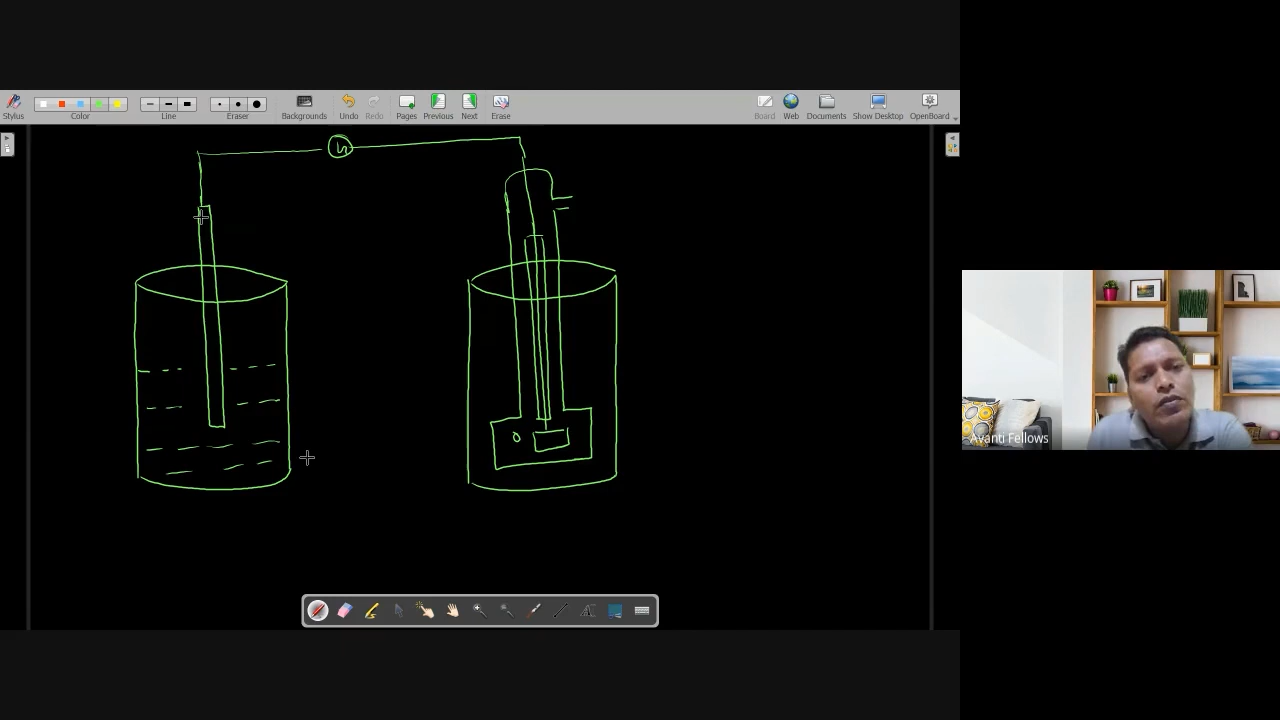 Stylus
Color
Line
Eraser
Backgrounds
Undo
Redo
Pages
Previous
Next
Erase
Board
Web
Documents
Show Desktop
OpenBoard
Avanti Fellows